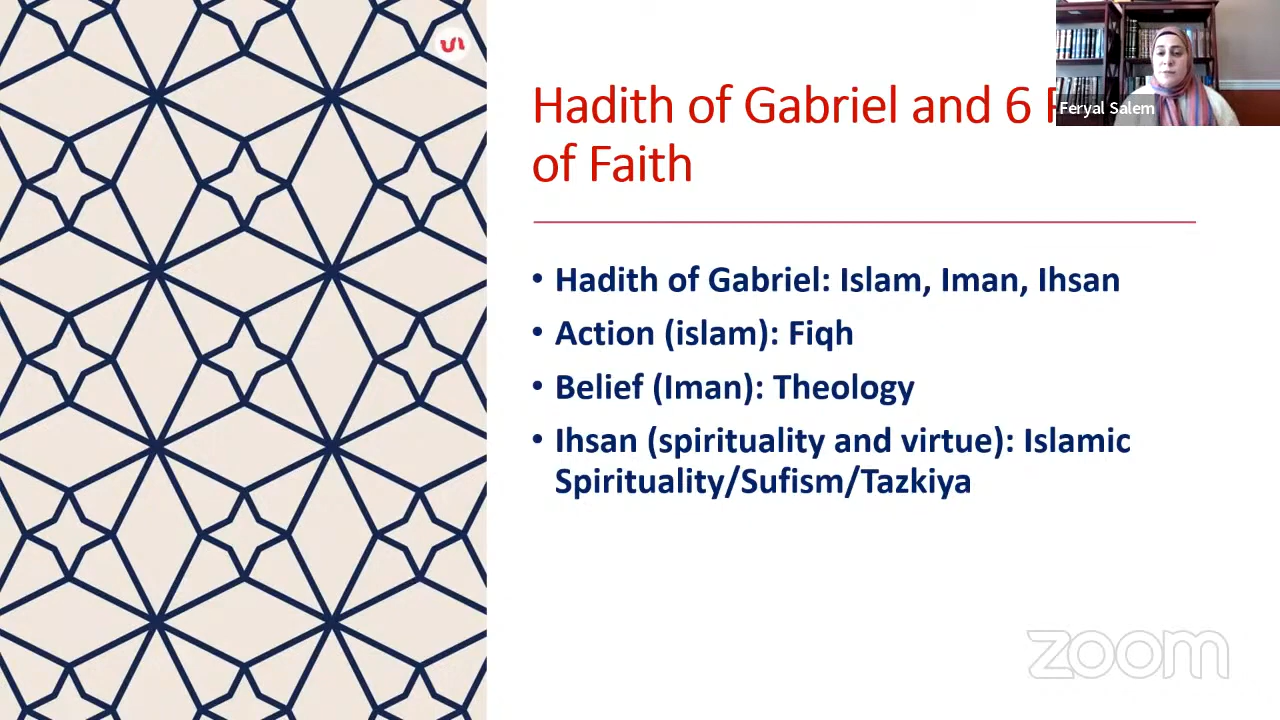 Hadith of Gabriel and 6
of Faith
Feryal Salem
• Hadith of Gabriel: Islam, Iman, Ihsan
• Action (islam): Fiqh
• Belief (Iman): Theology
• Ihsan (spirituality and virtue): Islamic
Spirituality/Sufism/Tazkiya
zoom